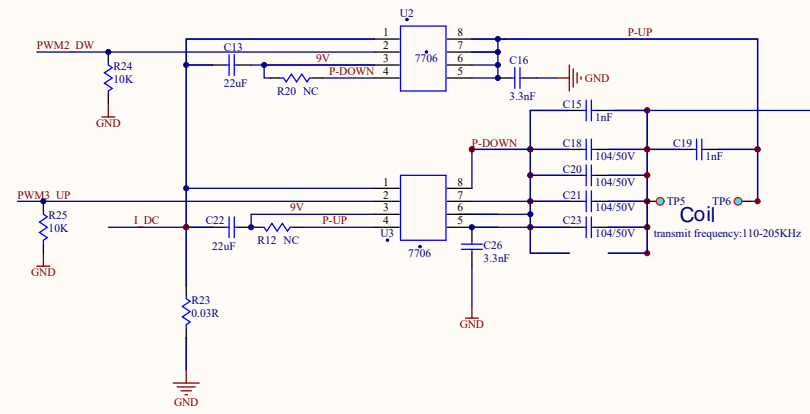 U2
P-UP
PWM2_DW
C13
1
2
3
4
8
7
6
5
7706
R24
10K
9V
P-DOWN
22uF
R20 NC
C16
3.3nF
GND
GND
C15
1nF
P-DOWN
C18
104/50V
C19
1nF
C20
104/50V
PWM3_UP
1
2
3
4
8
7
6
5
U3
7706
R25
10K
I_DC
C22
22uF
9V
P-UP
R12 NC
C21
104/50V
C23
104/50V
TP5
TP6
Coil
transmit frequency:110-205KHz
C26
3.3nF
GND
R23
0.03R
GND
GND